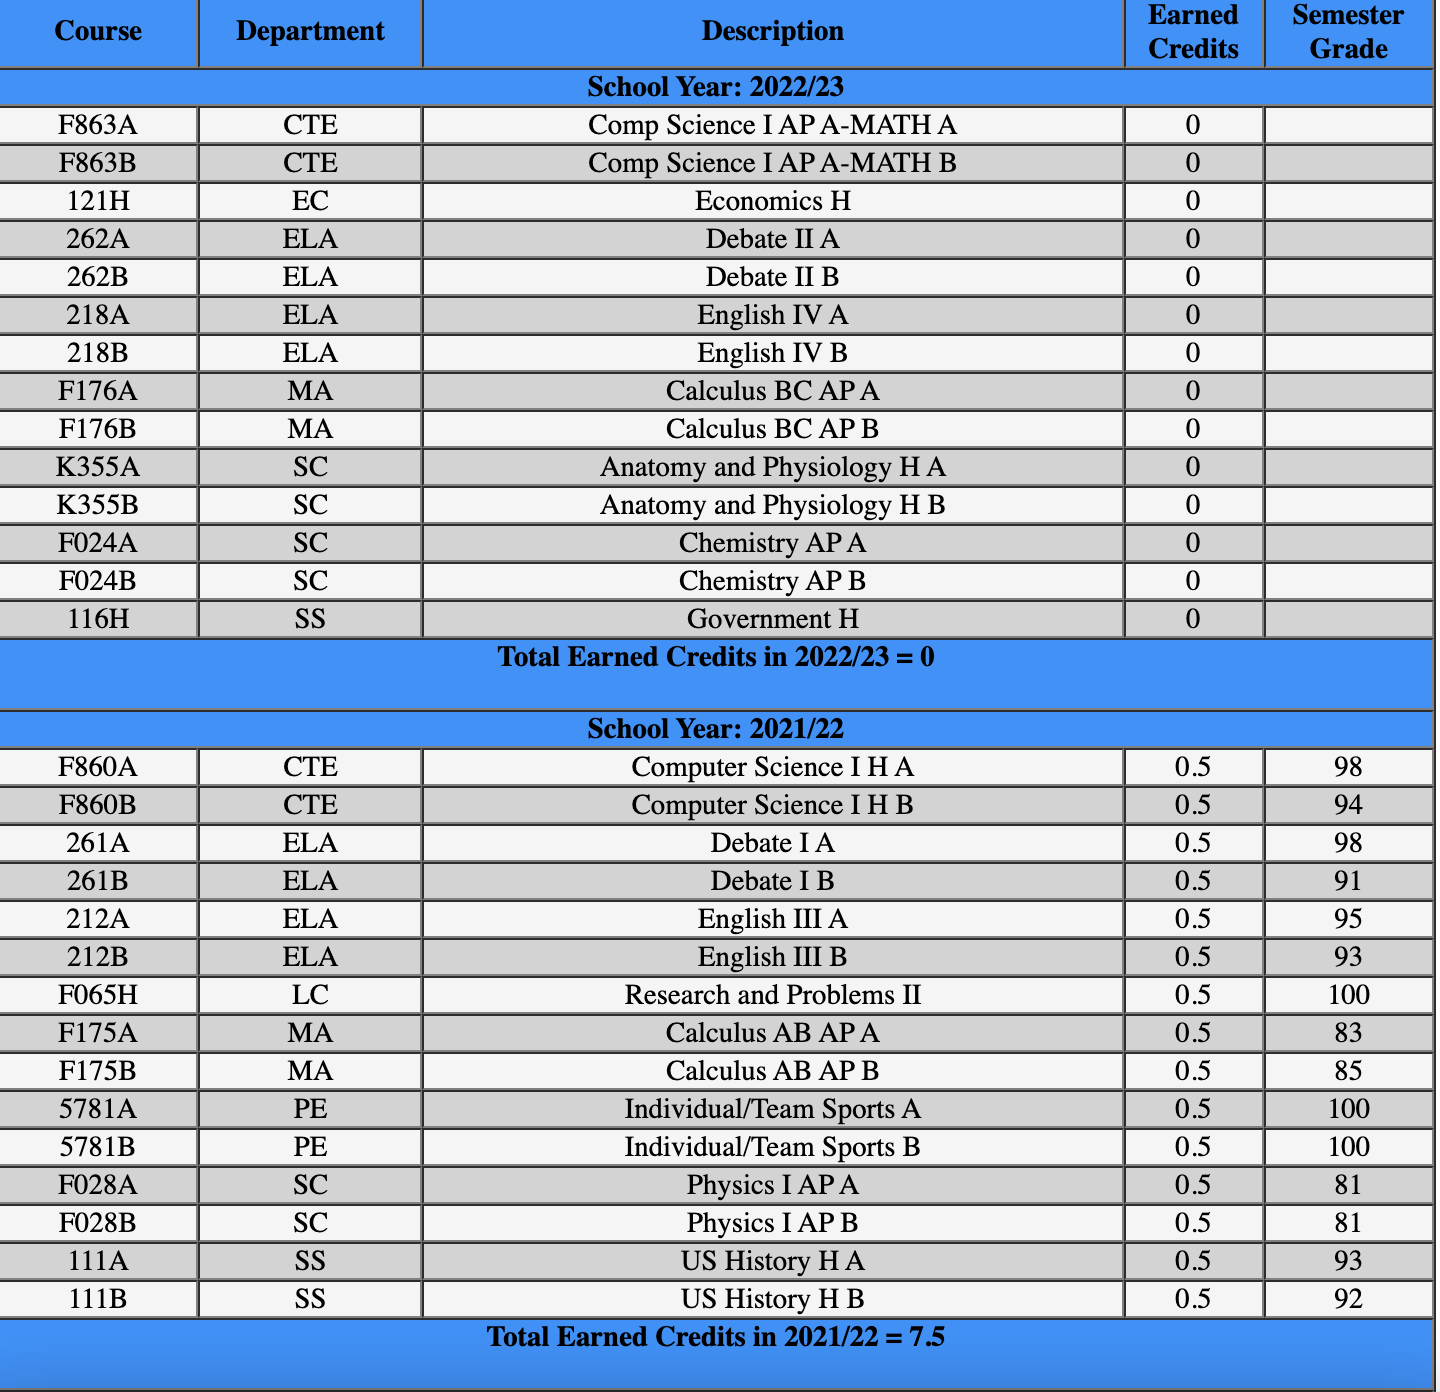 Course Department Description Earned Credits Semester Grade
School Year: 2022/23
F863A CTE Comp Science I AP A-MATH A 0
F863B CTE Comp Science I AP A-MATH B 0
121H EC Economics H 0
262A ELA Debate II A 0
262B ELA Debate II B 0
218A ELA English IV A 0
218B ELA English IV B 0
F176A MA Calculus BC AP A 0
F176B MA Calculus BC AP B 0
K355A SC Anatomy and Physiology H A 0
K355B SC Anatomy and Physiology H B 0
F024A SC Chemistry AP A 0
F024B SC Chemistry AP B 0
116H SS Government H 0
Total Earned Credits in 2022/23 = 0
School Year: 2021/22
F860A CTE Computer Science I H A 0.5 98
F860B CTE Computer Science I H B 0.5 94
261A ELA Debate I A 0.5 98
261B ELA Debate I B 0.5 91
212A ELA English III A 0.5 95
212B ELA English III B 0.5 93
F065H LC Research and Problems II 0.5 100
F175A MA Calculus AB AP A 0.5 83
F175B MA Calculus AB AP B 0.5 85
5781A PE Individual/Team Sports A 0.5 100
5781B PE Individual/Team Sports B 0.5 100
F028A SC Physics I AP A 0.5 81
F028B SC Physics I AP B 0.5 81
111A SS US History H A 0.5 93
111B SS US History H B 0.5 92
Total Earned Credits in 2021/22 = 7.5